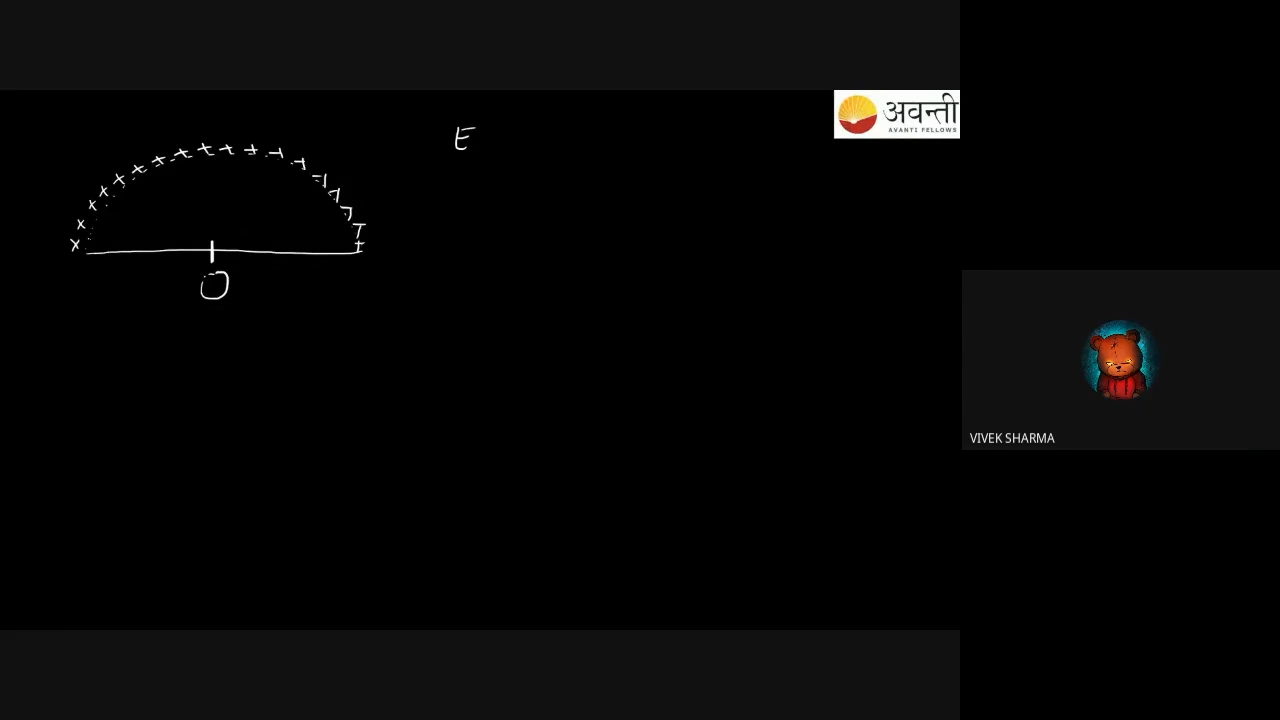 E
अवन्ती
AVANTI FELLOWS
O
VIVEK SHARMA